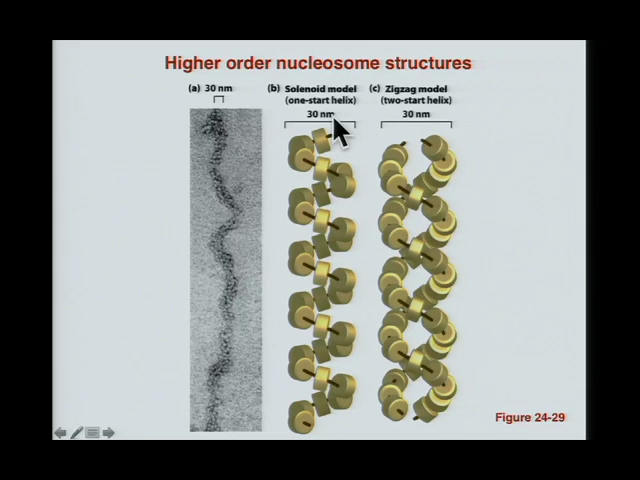 Higher order nucleosome structures
(a) 30 nm
(b) Solenoid model
(one-start helix)
30 nm
(c) Zigzag model
(two-start helix)
30 nm
Figure 24-29